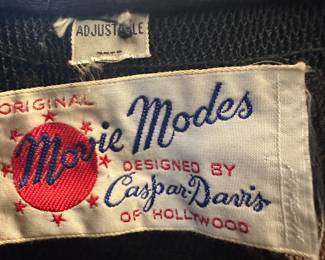 ADJUSTABLE
ORIGINAL
Movie Modes
DESIGNED BY
Caspar-Davis
OF HOLLYWOOD